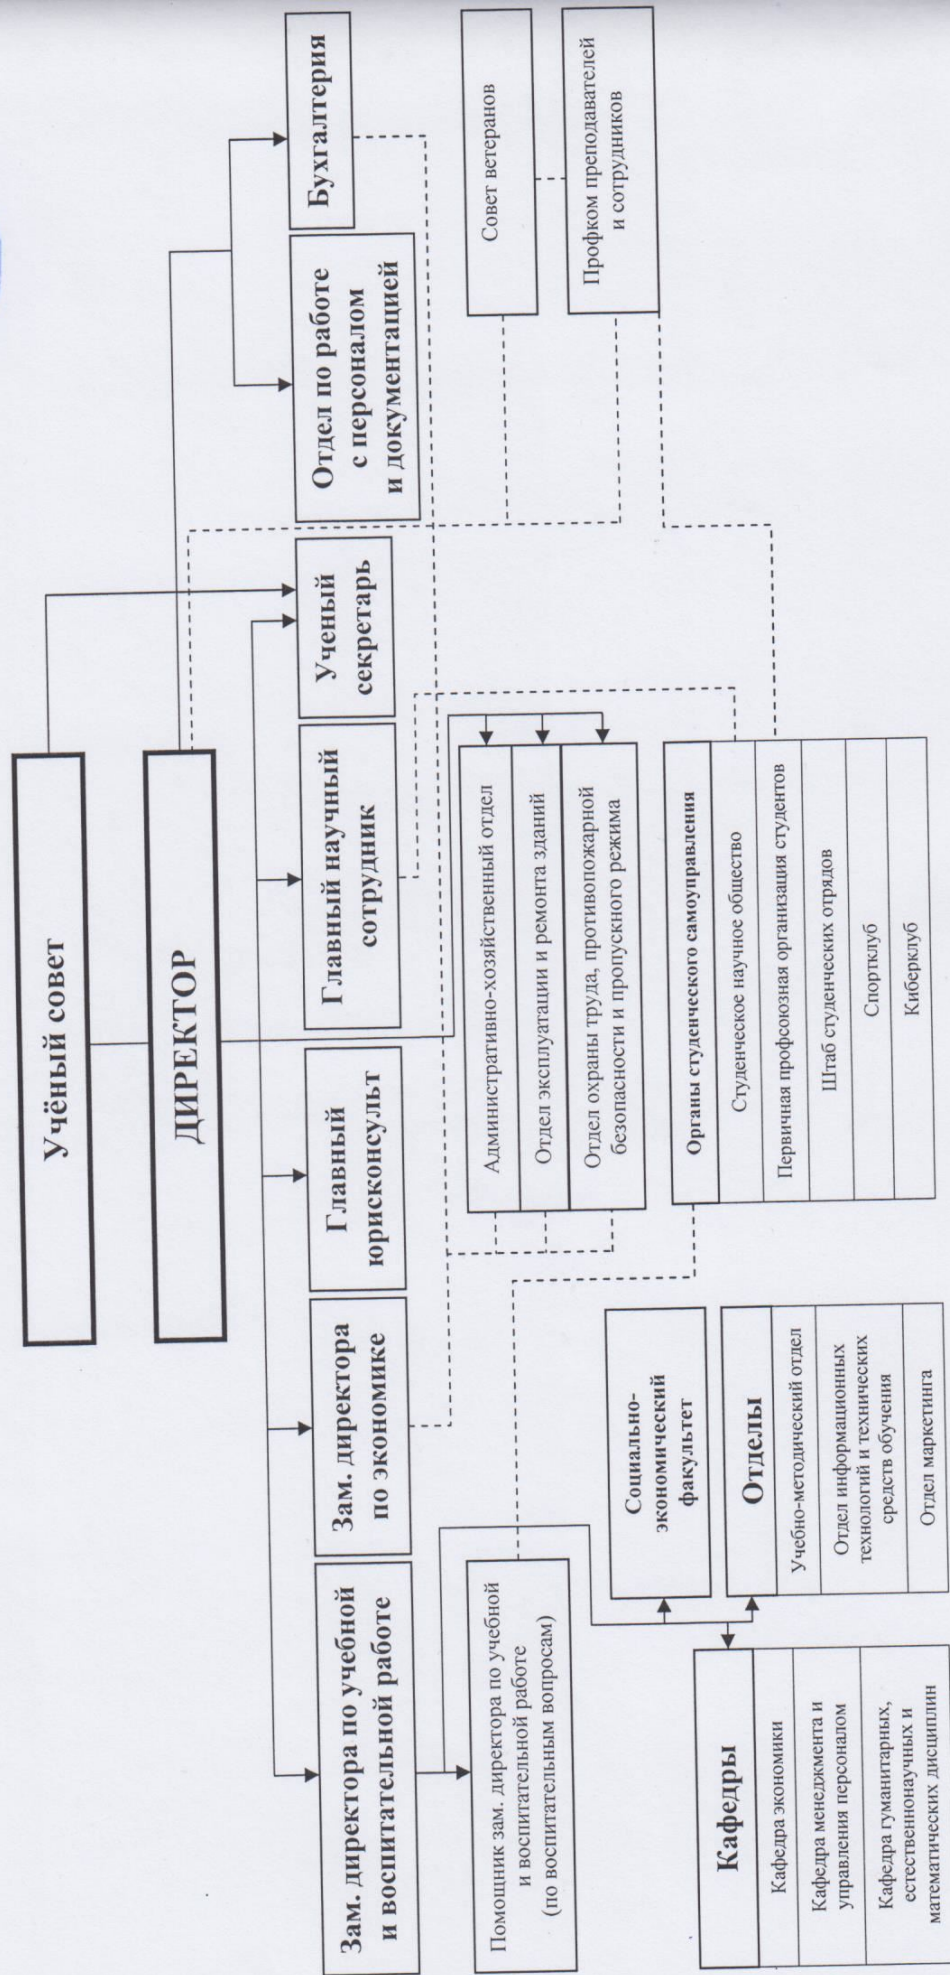 Учёный совет
ДИРЕКТОР
Зам. директора по учебной
и воспитательной работе
Зам. директора
по экономике
Главный
юрисконсульт
Главный научный
сотрудник
Ученый
секретарь
Отдел по работе
с персоналом
и документацией
Бухгалтерия
Помощник зам. директора по учебной
и воспитательной работе
(по воспитательным вопросам)
Административно-хозяйственный отдел
Отдел эксплуатации и ремонта зданий
Отдел охраны труда, противопожарной
безопасности и пропускного режима
Совет ветеранов
Профком преподавателей
и сотрудников
Социально-
экономический
факультет
Органы студенческого самоуправления
Студенческое научное общество
Первичная профсоюзная организация студентов
Штаб студенческих отрядов
Спортклуб
Киберклуб
Кафедры
Кафедра экономики
Кафедра менеджмента и
управления персоналом
Кафедра гуманитарных,
естественнонаучных и
математических дисциплин
Отделы
Учебно-методический отдел
Отдел информационных
технологий и технических
средств обучения
Отдел маркетинга